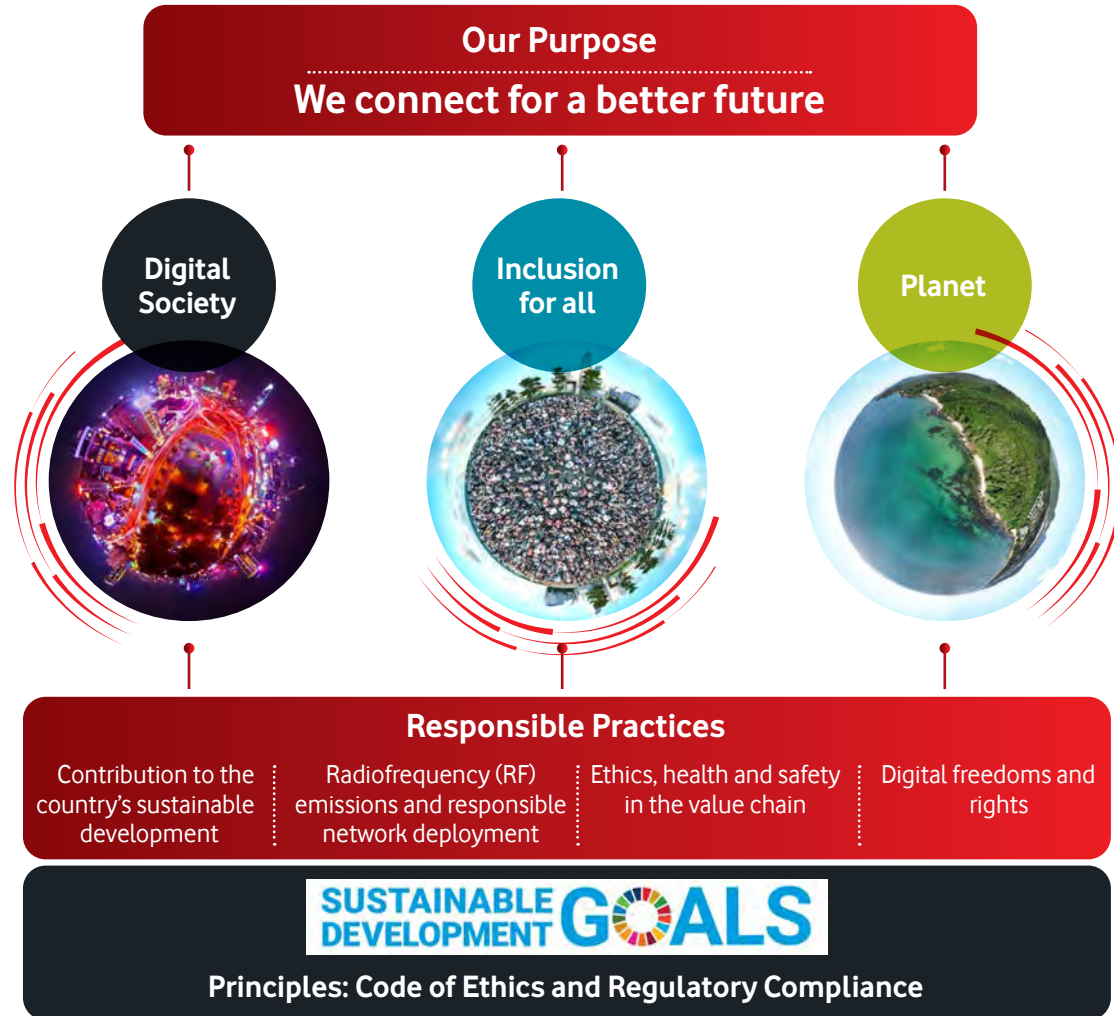 Our Purpose
We connect for a better future
Digital
Society
Inclusion
for all
Planet
Responsible Practices
Contribution to the
country's sustainable
development
Radiofrequency (RF)
emissions and responsible
network deployment
Ethics, health and safety
in the value chain
Digital freedoms and
rights
SUSTAINABLE
DEVELOPMENT
GOALS
Principles: Code of Ethics and Regulatory Compliance